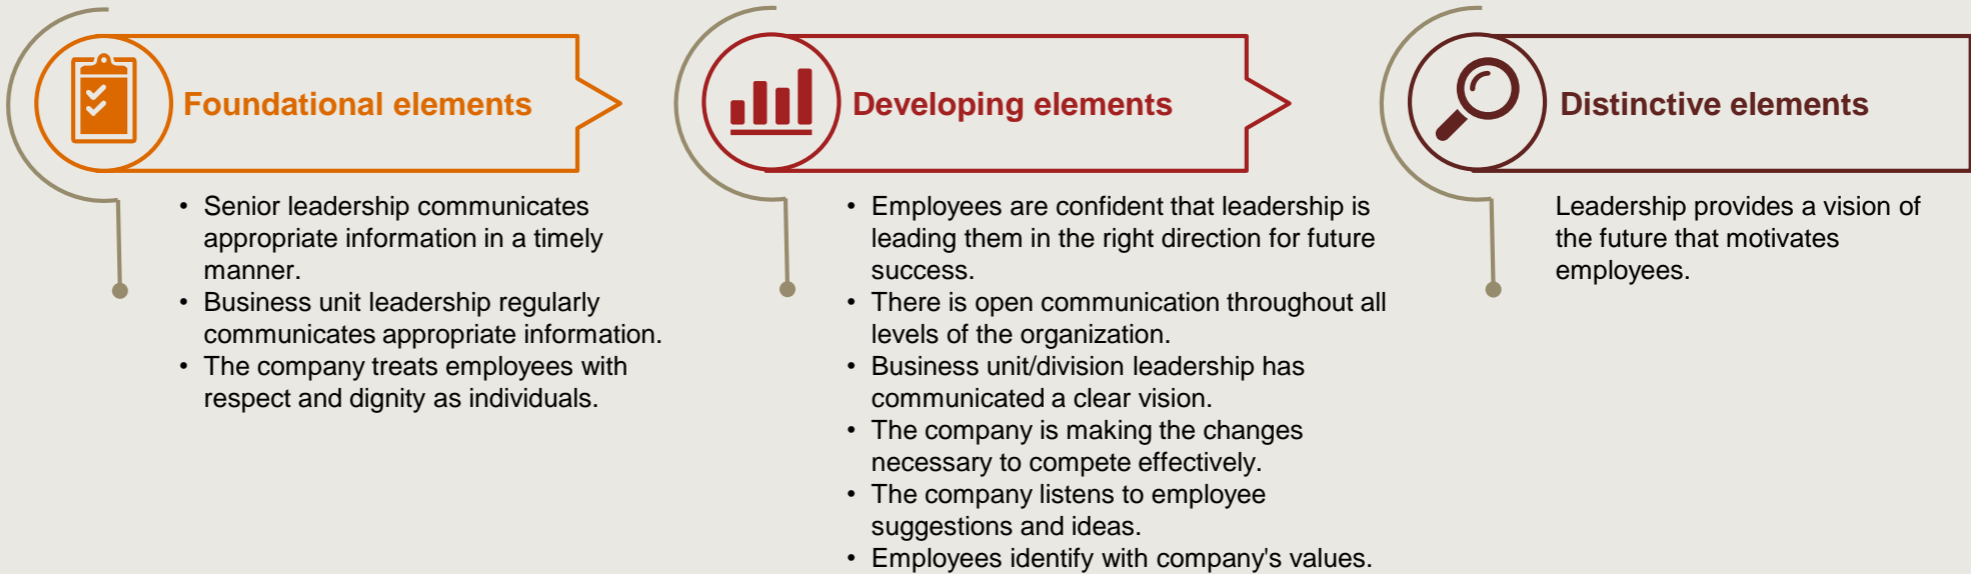 Foundational elements
• Senior leadership communicates
appropriate information in a timely
manner.
• Business unit leadership regularly
communicates appropriate information.
• The company treats employees with
respect and dignity as individuals.
Developing elements
• Employees are confident that leadership is
leading them in the right direction for future
success.
• There is open communication throughout all
levels of the organization.
• Business unit/division leadership has
communicated a clear vision.
• The company is making the changes
necessary to compete effectively.
• The company listens to employee
suggestions and ideas.
• Employees identify with company's values.
Distinctive elements
Leadership provides a vision of
the future that motivates
employees.